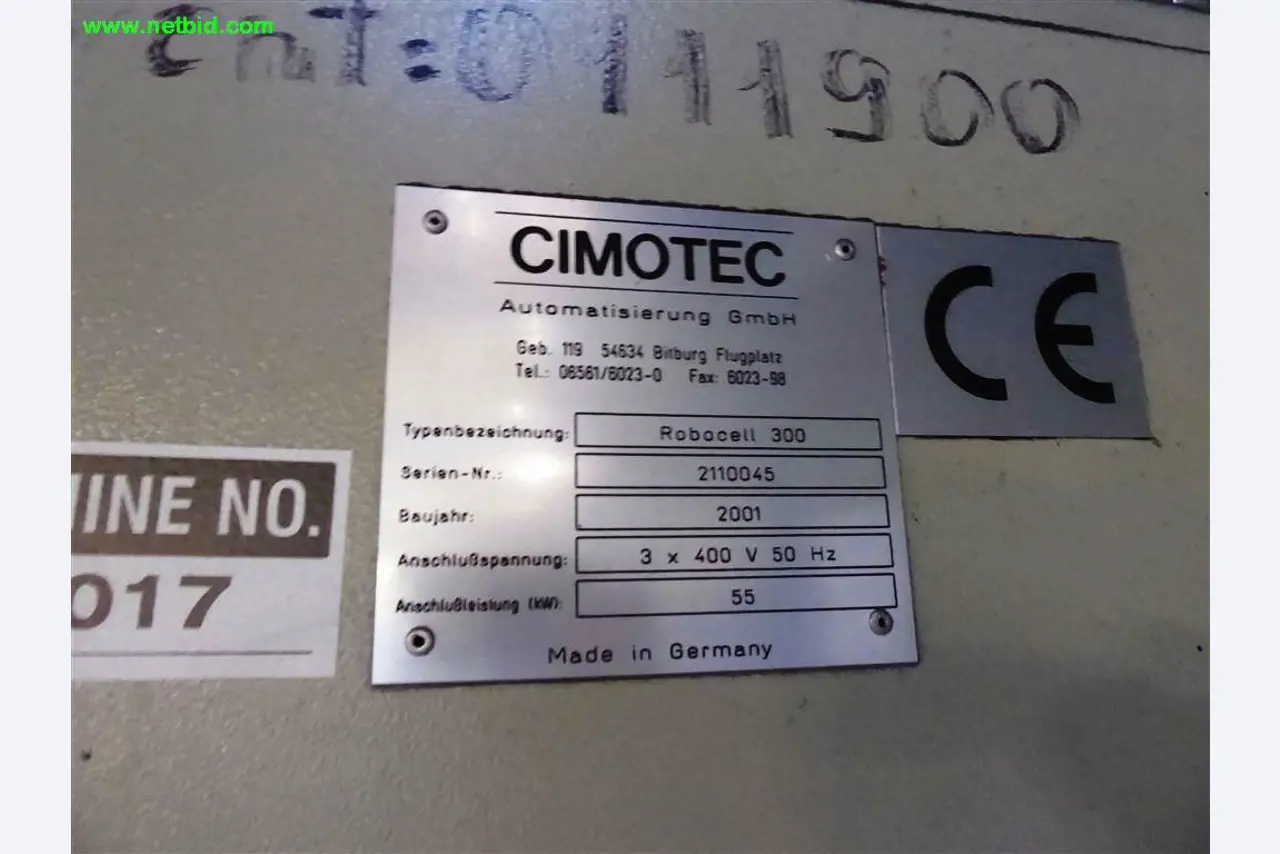 www.netbid.com
CnT:0111900
CIMOTEC
Automatisierung GmbH
Geb. 119 54634 Bitburg Flugplatz
Tel.: 06561/6023-0 Fax: 6023-98
CE
Typenbezeichnung: Robocell 300
Serien-Nr.: 2110045
Baujahr: 2001
Anschlußspannung: 3 x 400 V 50 Hz
Anschlußleistung (kW): 55
Made in Germany
INE NO.
017